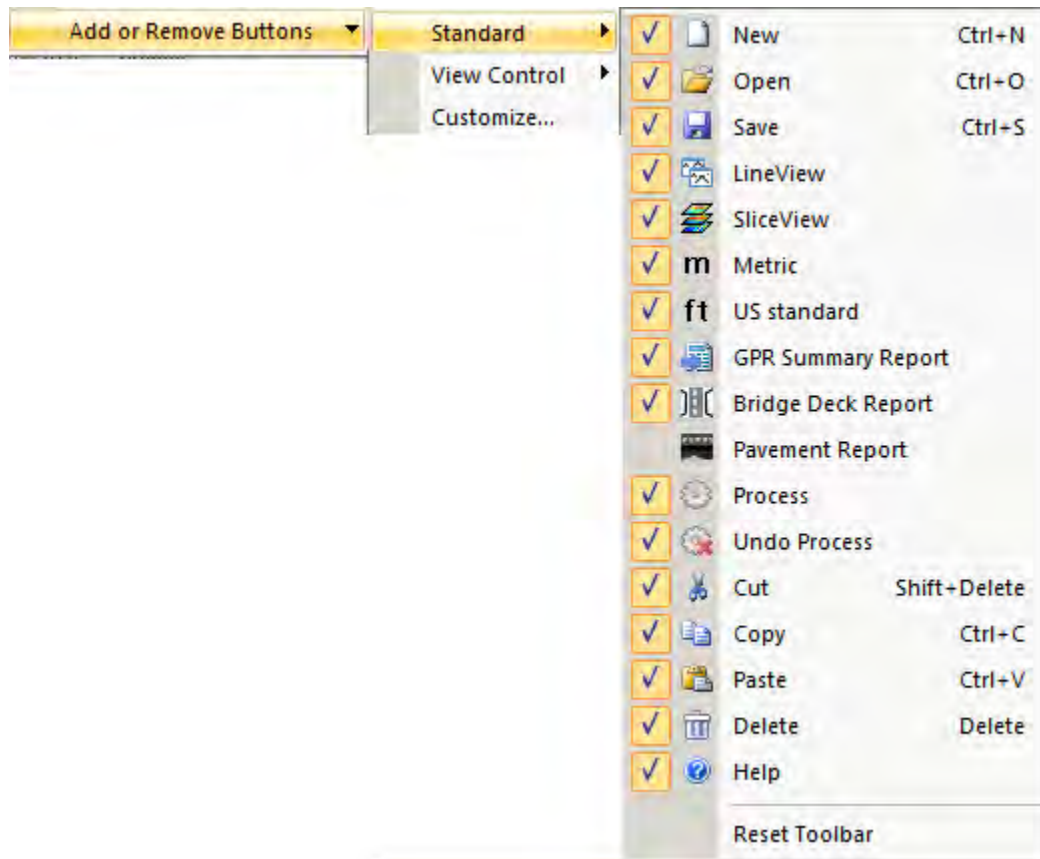 Add or Remove Buttons
Standard
View Control
Customize...
New Ctrl+N
Open Ctrl+O
Save Ctrl+S
LineView
SliceView
m Metric
ft US standard
GPR Summary Report
Bridge Deck Report
Pavement Report
Process
Undo Process
Cut Shift+Delete
Copy Ctrl+C
Paste Ctrl+V
Delete Delete
Help
Reset Toolbar